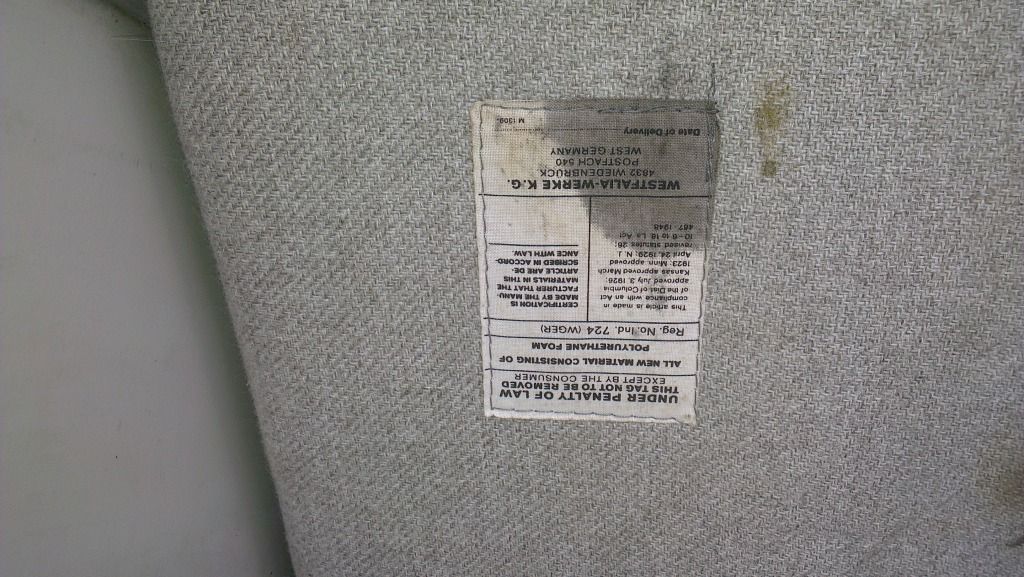 UNDER PENALTY OF LAW
THIS TAG NOT TO BE REMOVED
EXCEPT BY THE CONSUMER
ALL NEW MATERIAL CONSISTING OF
POLYURETHANE FOAM
Reg. No. Ind. 724 (WGER)
This article is made in
compliance with an Act
of the Dist of Columbia
approved July 3, 1926.
Kansas approved March
1923. Minn approved
April 24, 1929. N. J.
revised statutes 26:
10-6 to 18 La Act
467-1948
CERTIFICATION IS
MADE BY THE MANU-
FACTURER THAT THE
MATERIALS IN THIS
ARTICLE ARE DE-
SCRIBED IN ACCORD-
ANCE WITH LAW.
WESTFALIA-WERKE K.G.
4832 WIEDENBRUCK
POSTFACH 540
WEST GERMANY
Date of Delivery
M 1509